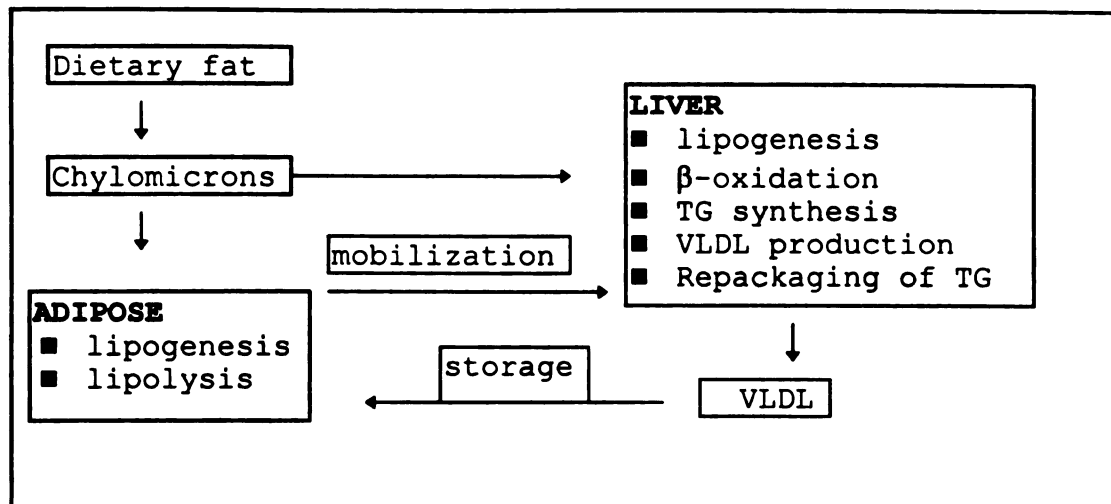 Dietary fat
Chylomicrons
mobilization
ADIPOSE
■ lipogenesis
■ lipolysis
LIVER
■ lipogenesis
■ β-oxidation
■ TG synthesis
■ VLDL production
■ Repackaging of TG
storage
VLDL